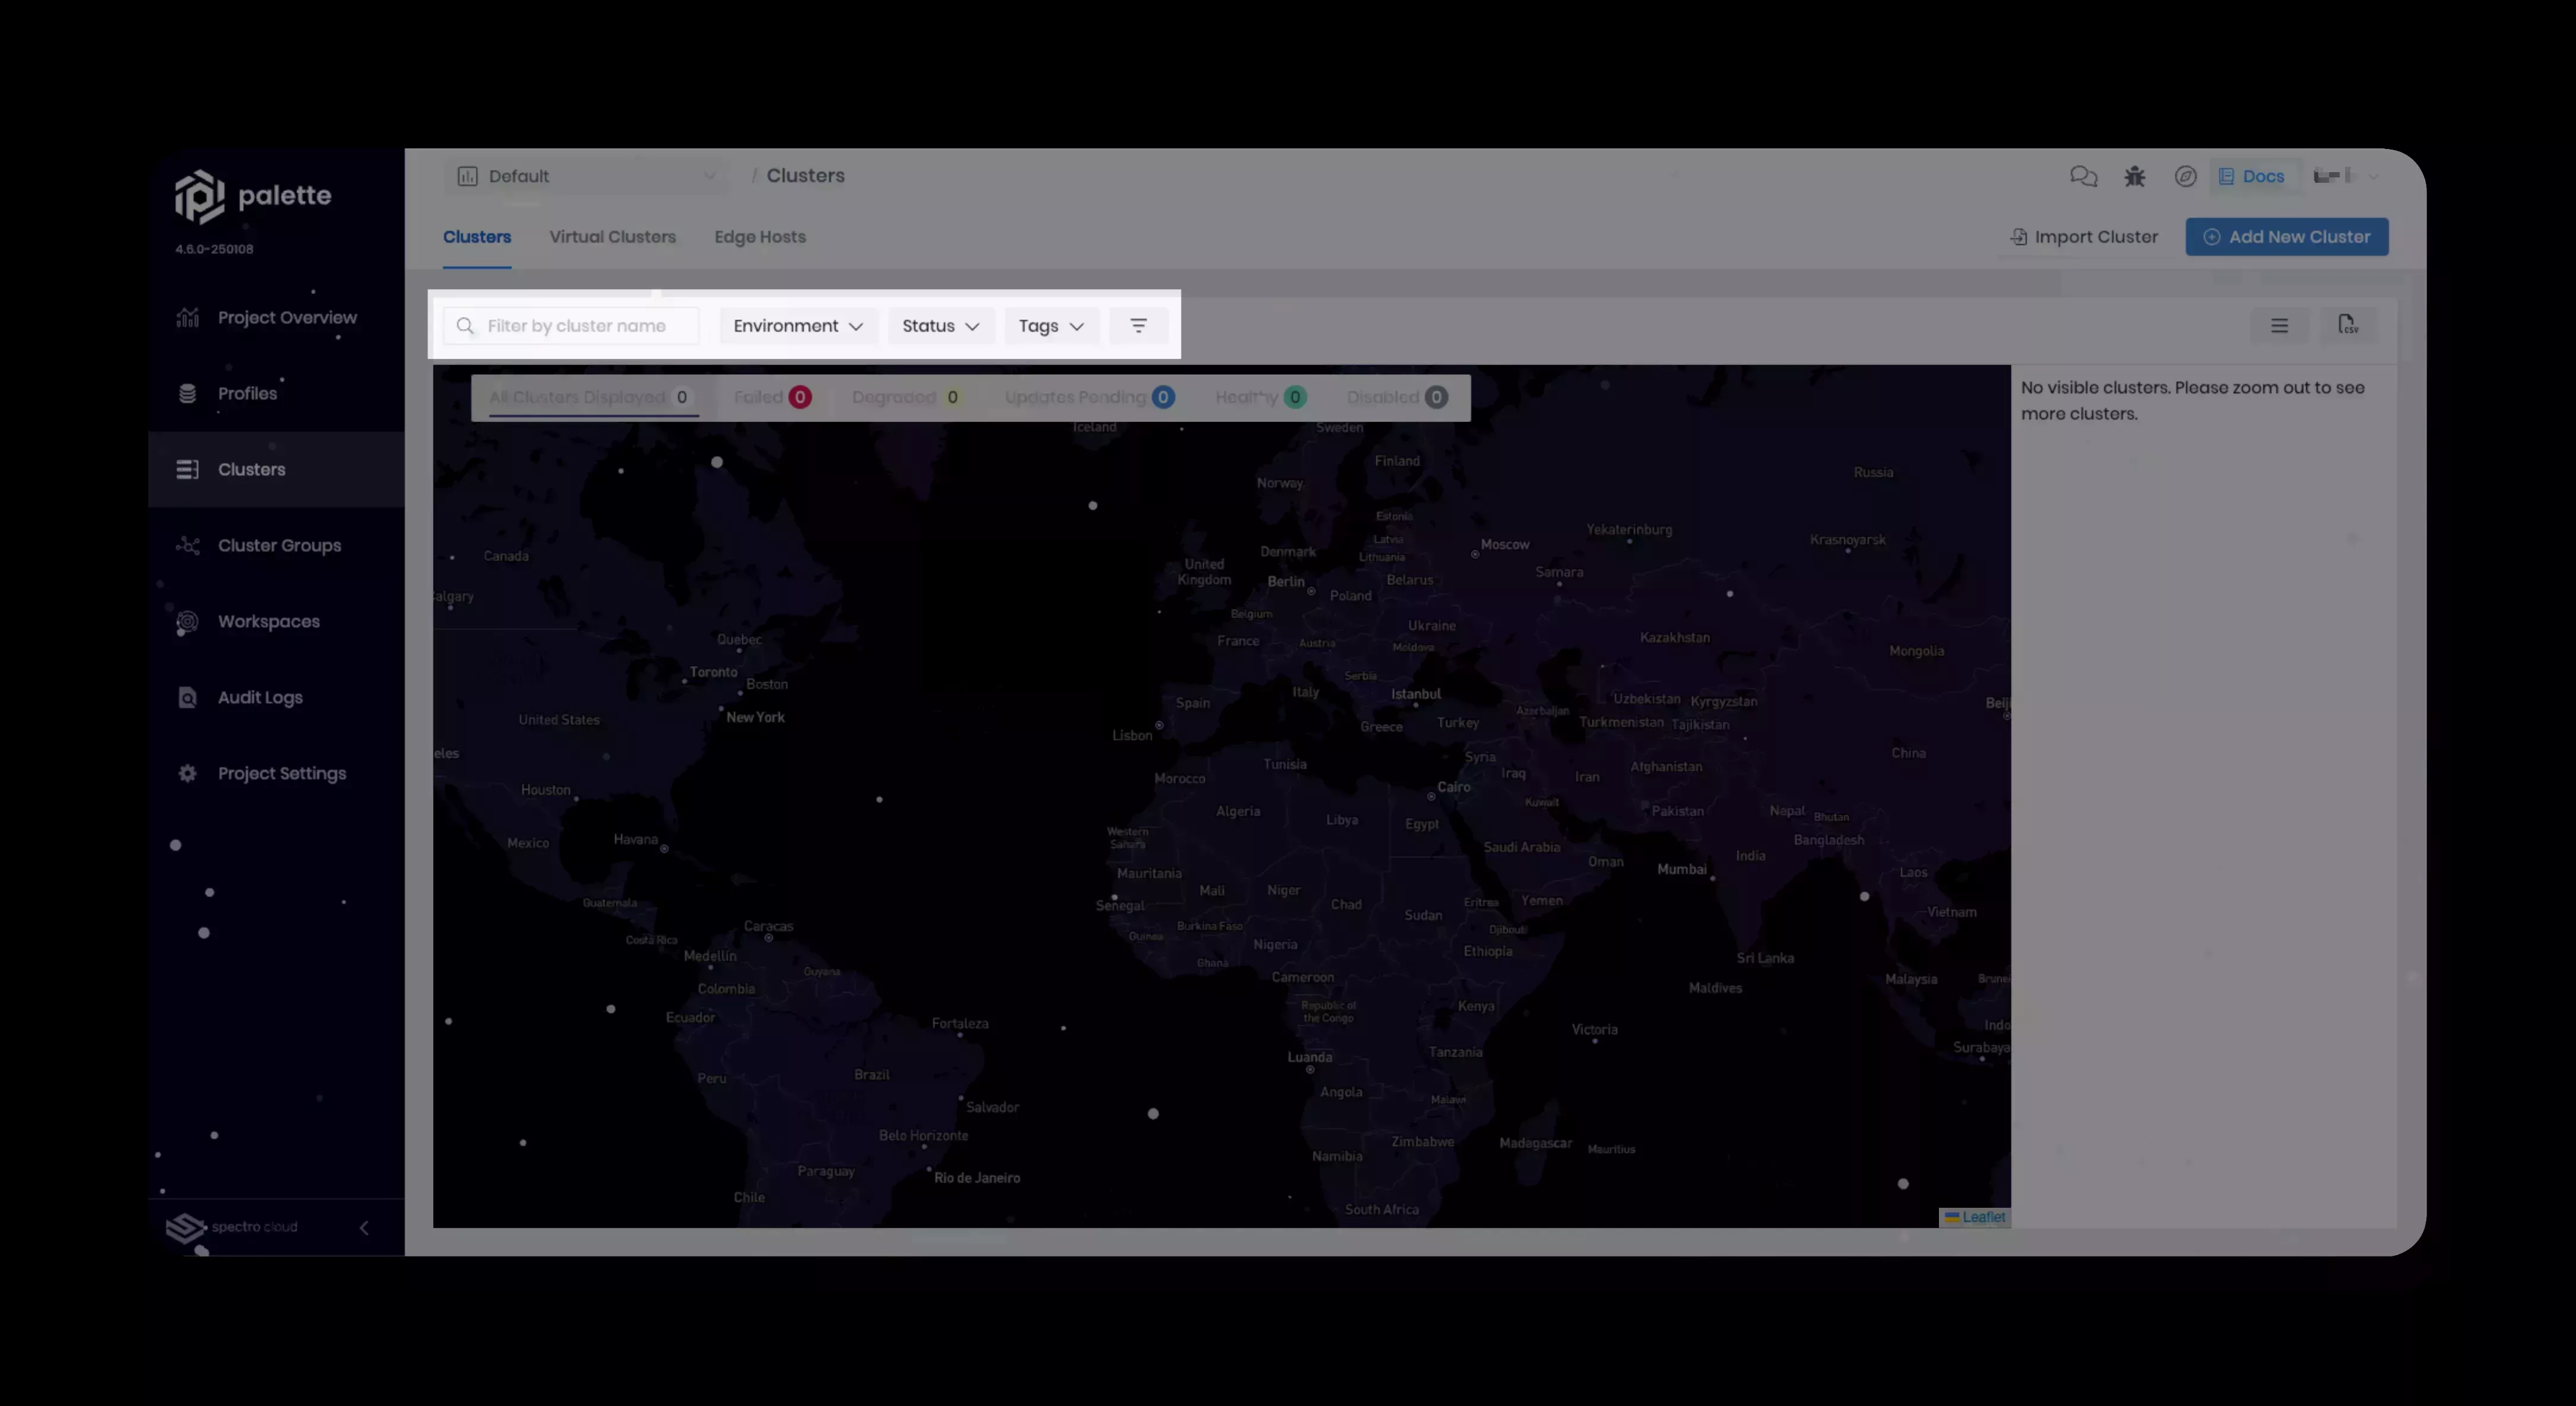 palette
4.6.0-250108
Project Overview
Profiles
Clusters
Cluster Groups
Workspaces
Audit Logs
Project Settings
spectro cloud
Default
/ Clusters
Docs
Clusters
Virtual Clusters
Edge Hosts
Import Cluster
Add New Cluster
Filter by cluster name
Environment
Status
Tags
CSV
All Clusters Displayed 0
Failed 0
Degraded 0
Updates Pending 0
Healthy 0
Disabled 0
No visible clusters. Please zoom out to see
more clusters.
Iceland
Sweden
Finland
Russia
Norway
Estonia
Yekaterinburg
Latvia
Krasnoyarsk
Moscow
Denmark
Lithuania
Canada
United
Kingdom
Samara
Berlin
Belarus
Poland
algary
Belgium
Ukraine
Quebec
France
Austria
Moldova
Kazakhstan
Mongolia
Toronto
Serbia
Boston
Italy
Istanbul
Uzbekistan
Kyrgyzstan
Spain
Beij
New York
United States
Azerbaijan
Turkmenistan
Tajikistan
Greece
Turkey
Lisbon
eles
Syria
China
Tunisia
Afghanistan
Morocco
Iraq
Iran
Houston
Cairo
Kuwait
Algeria
Libya
Egypt
Pakistan
Nepal
Bhutan
Western
Sahara
Havana
Mexico
Saudi Arabia
Bangladesh
India
Oman
Mumbai
Mauritania
Laos
Mali
Niger
Guatemala
Chad
Eritrea
Yemen
Senegal
Sudan
Vietnam
Caracas
Burkina Faso
Djibouti
Costa Rica
Guinea
Nigeria
Ethiopia
Medellín
Ghana
Sri Lanka
Guyana
Cameroon
Malaysia
Brunei
Colombia
Maldives
Republic of
the Congo
Kenya
Ecuador
Fortaleza
Victoria
Indo
Surabaya
Luanda
Tanzania
Peru
Brazil
Angola
Malawi
Salvador
Belo Horizonte
Zimbabwe
Madagascar
Mauritius
Namibia
Paraguay
Rio de Janeiro
Chile
South Africa
Leaflet